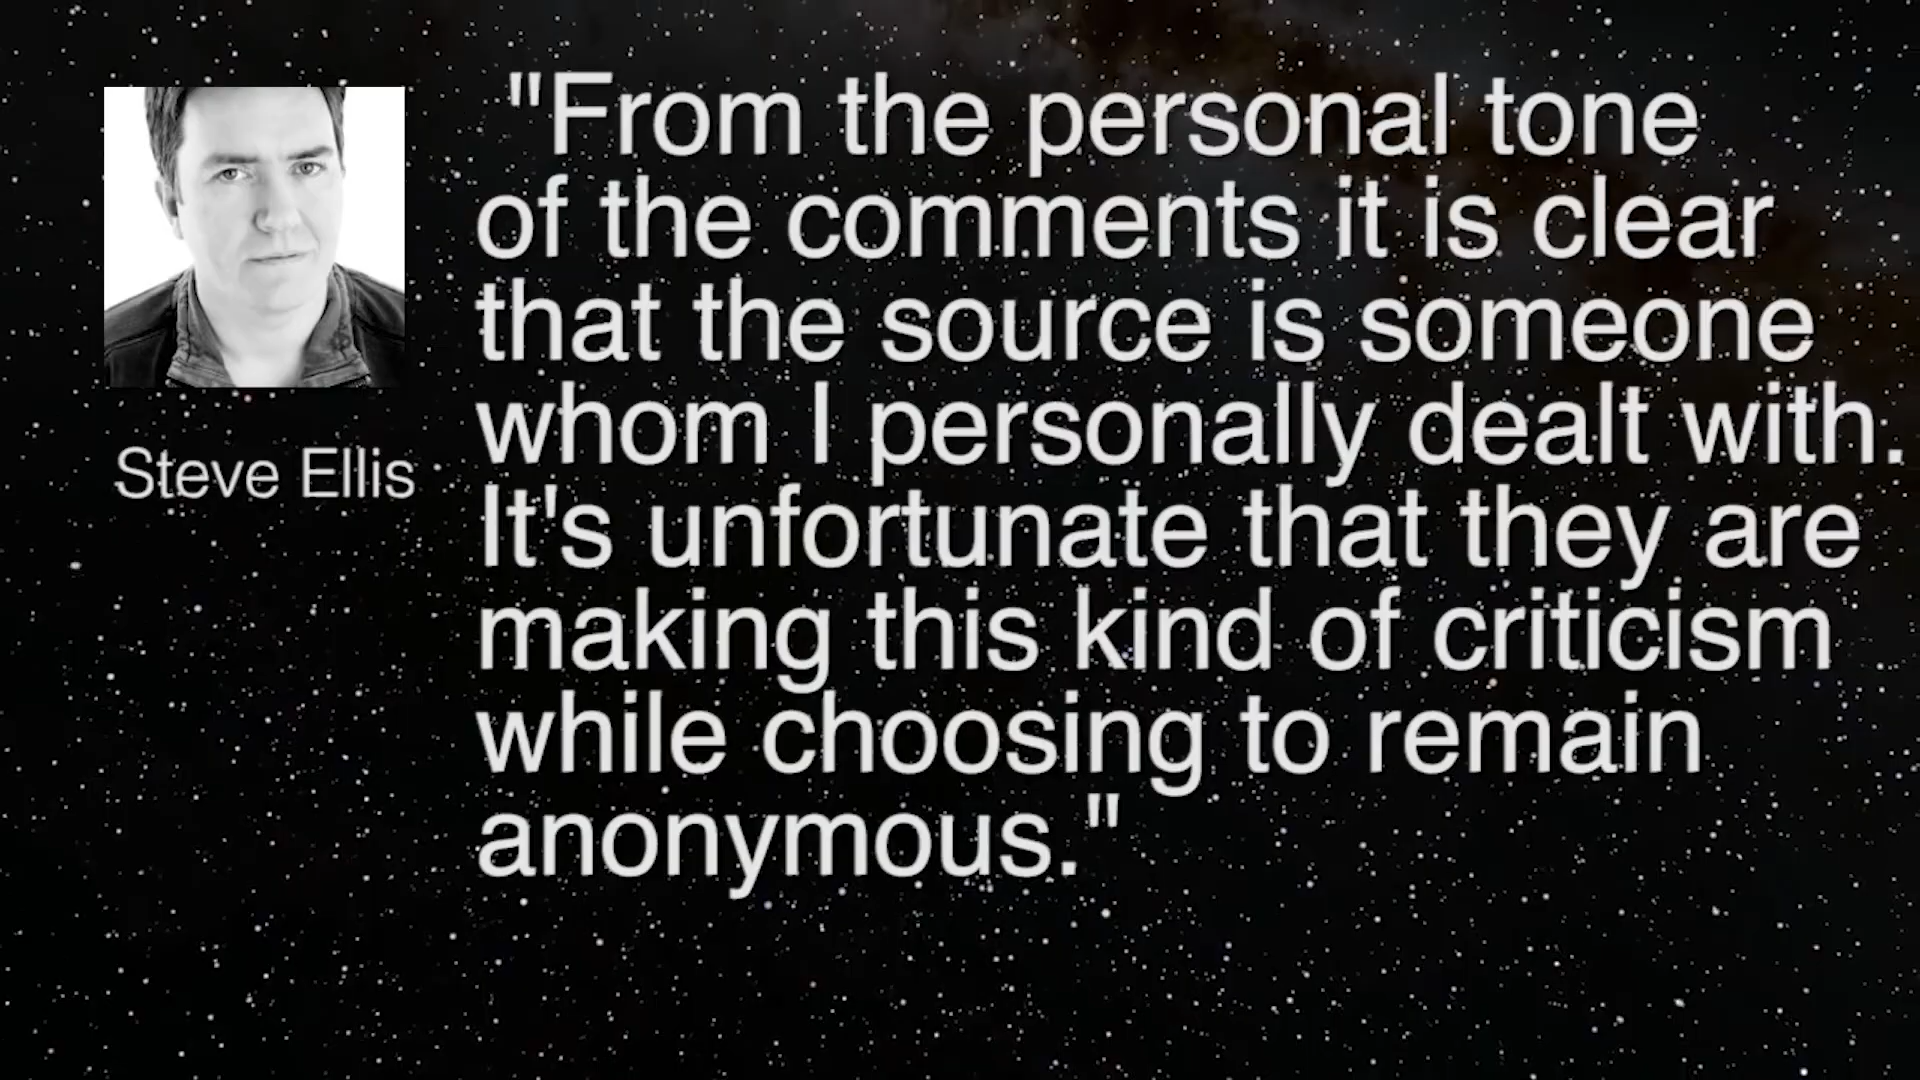 "From the personal tone
of the comments it is clear
that the source is someone
whom I personally dealt with.
It's unfortunate that they are
making this kind of criticism
while choosing to remain
anonymous."
Steve Ellis